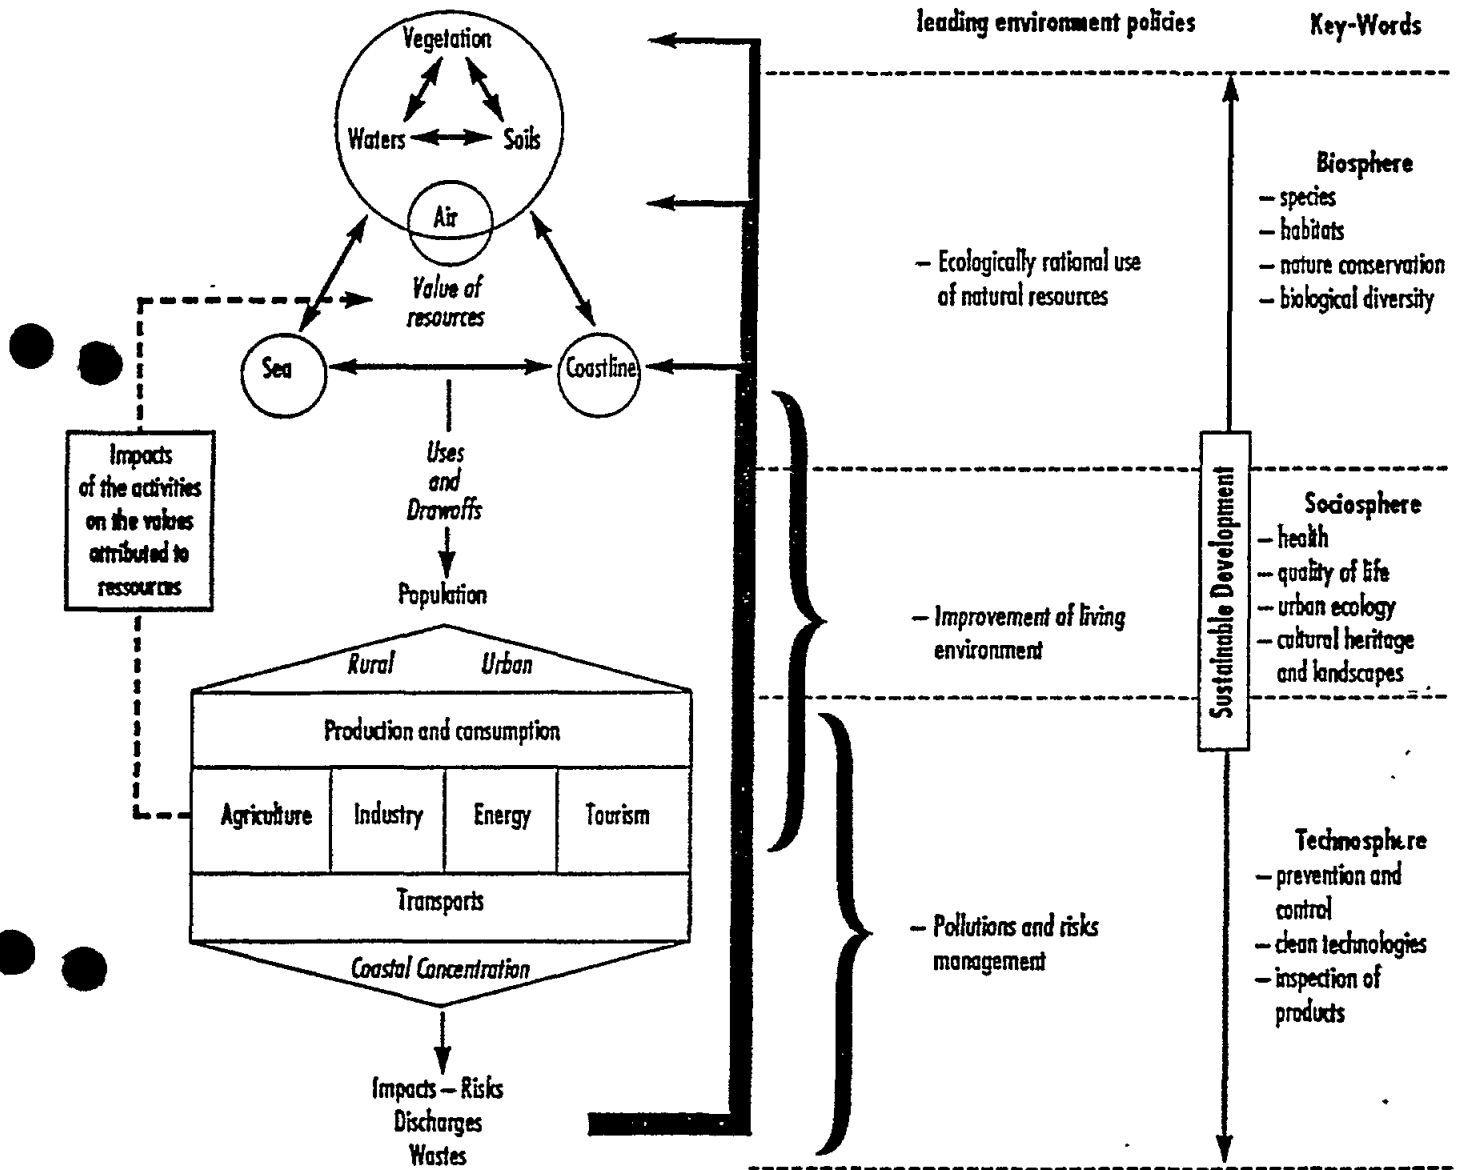 leading environment policies
Key-Words
Vegetation
Waters
Soils
Air
Value of
resources
Sea
Coastline
Impacts
of the activities
on the values
attributed to
ressources
Uses
and
Drawoffs
Population
Rural
Urban
Production and consumption
Agriculture
Industry
Energy
Tourism
Transports
Coastal Concentration
Impacts – Risks
Discharges
Wastes
– Ecologically rational use
of natural resources
– Improvement of living
environment
– Pollutions and risks
management
Sustainable Development
Biosphere
– species
– habitats
– nature conservation
– biological diversity
Sociosphere
– health
– quality of life
– urban ecology
– cultural heritage
and landscapes
Technosphere
– prevention and
control
– clean technologies
– inspection of
products